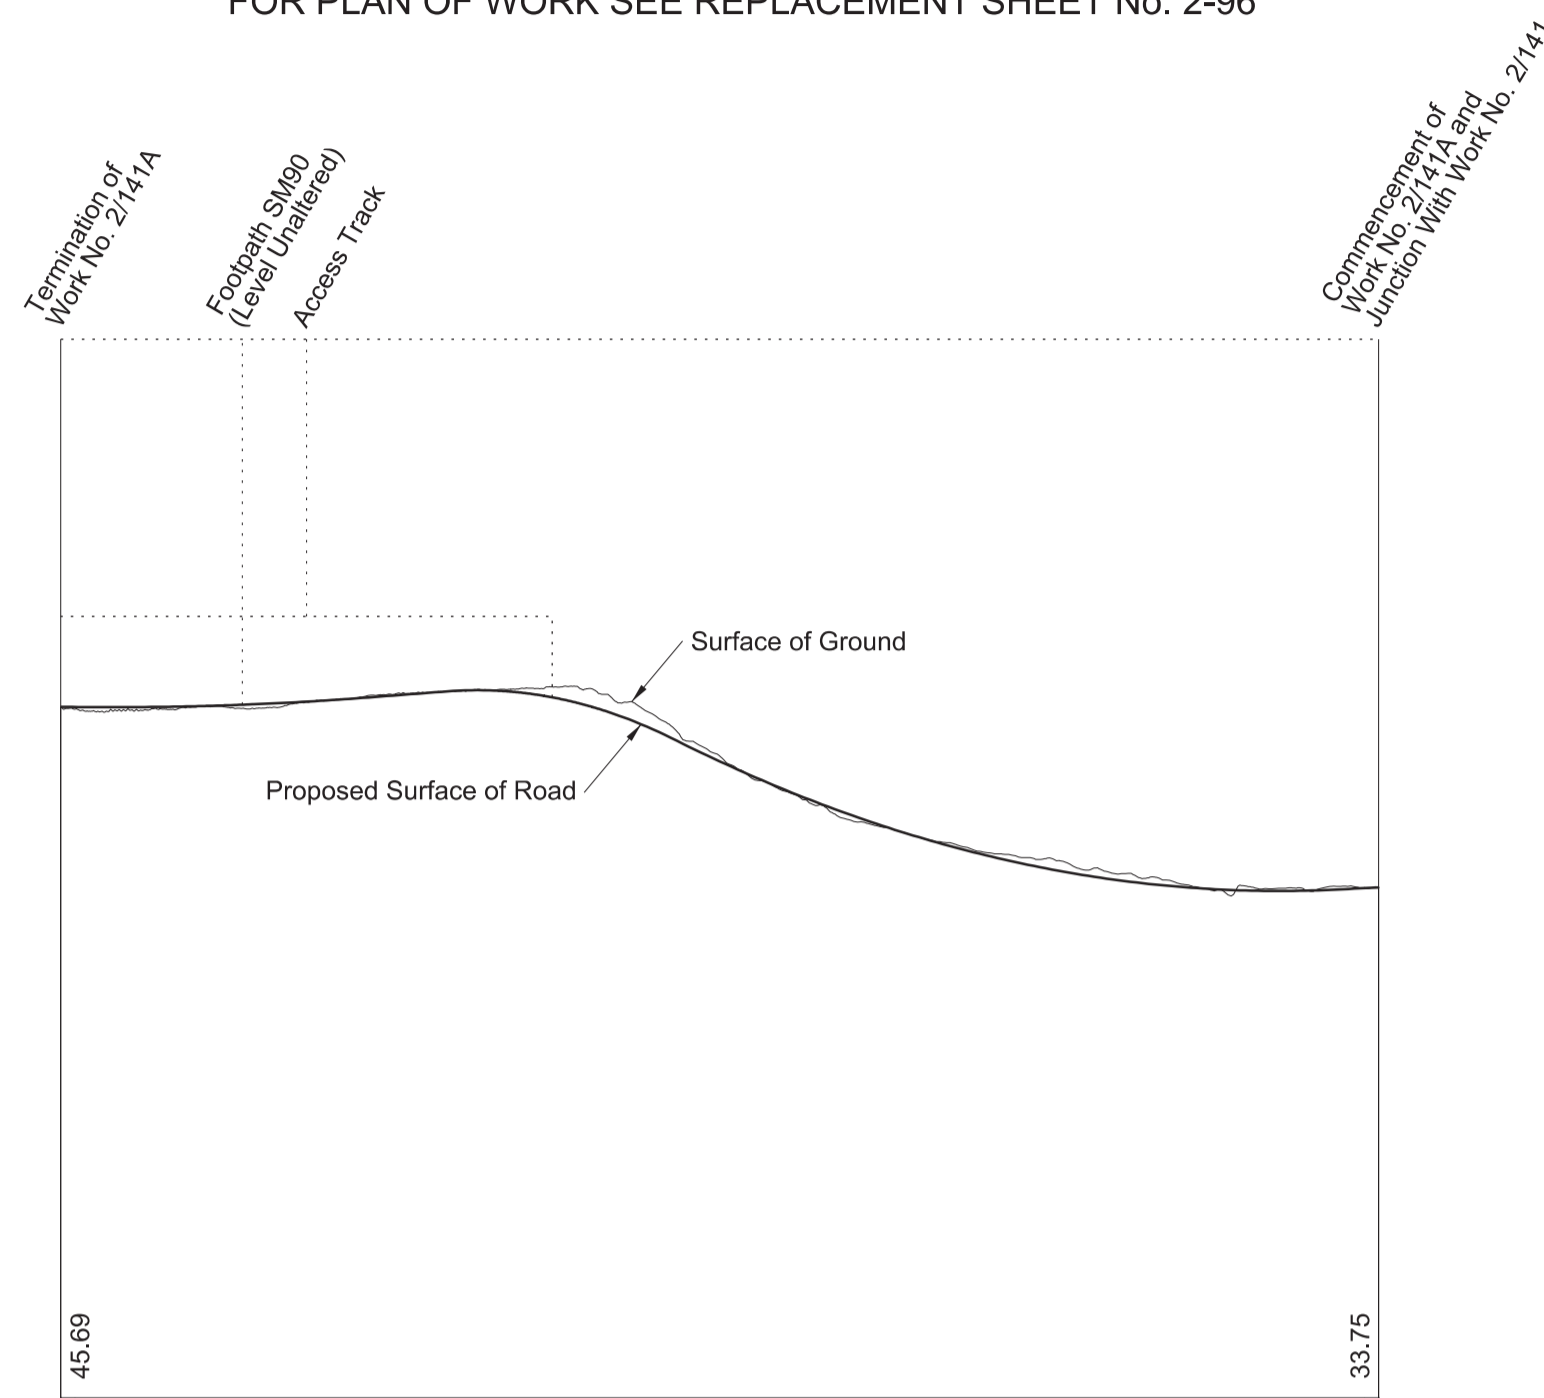 FOR PLAN OF WORK SEE REPLACEMENT SHEET No. 2-96
Termination of
Work No. 2/141A
Footpath SM90
(Level Unaltered)
Access Track
Commencement of
Work No. 2/141A and
Junction With Work No. 2/141
Surface of Ground
Proposed Surface of Road
45.69
33.75